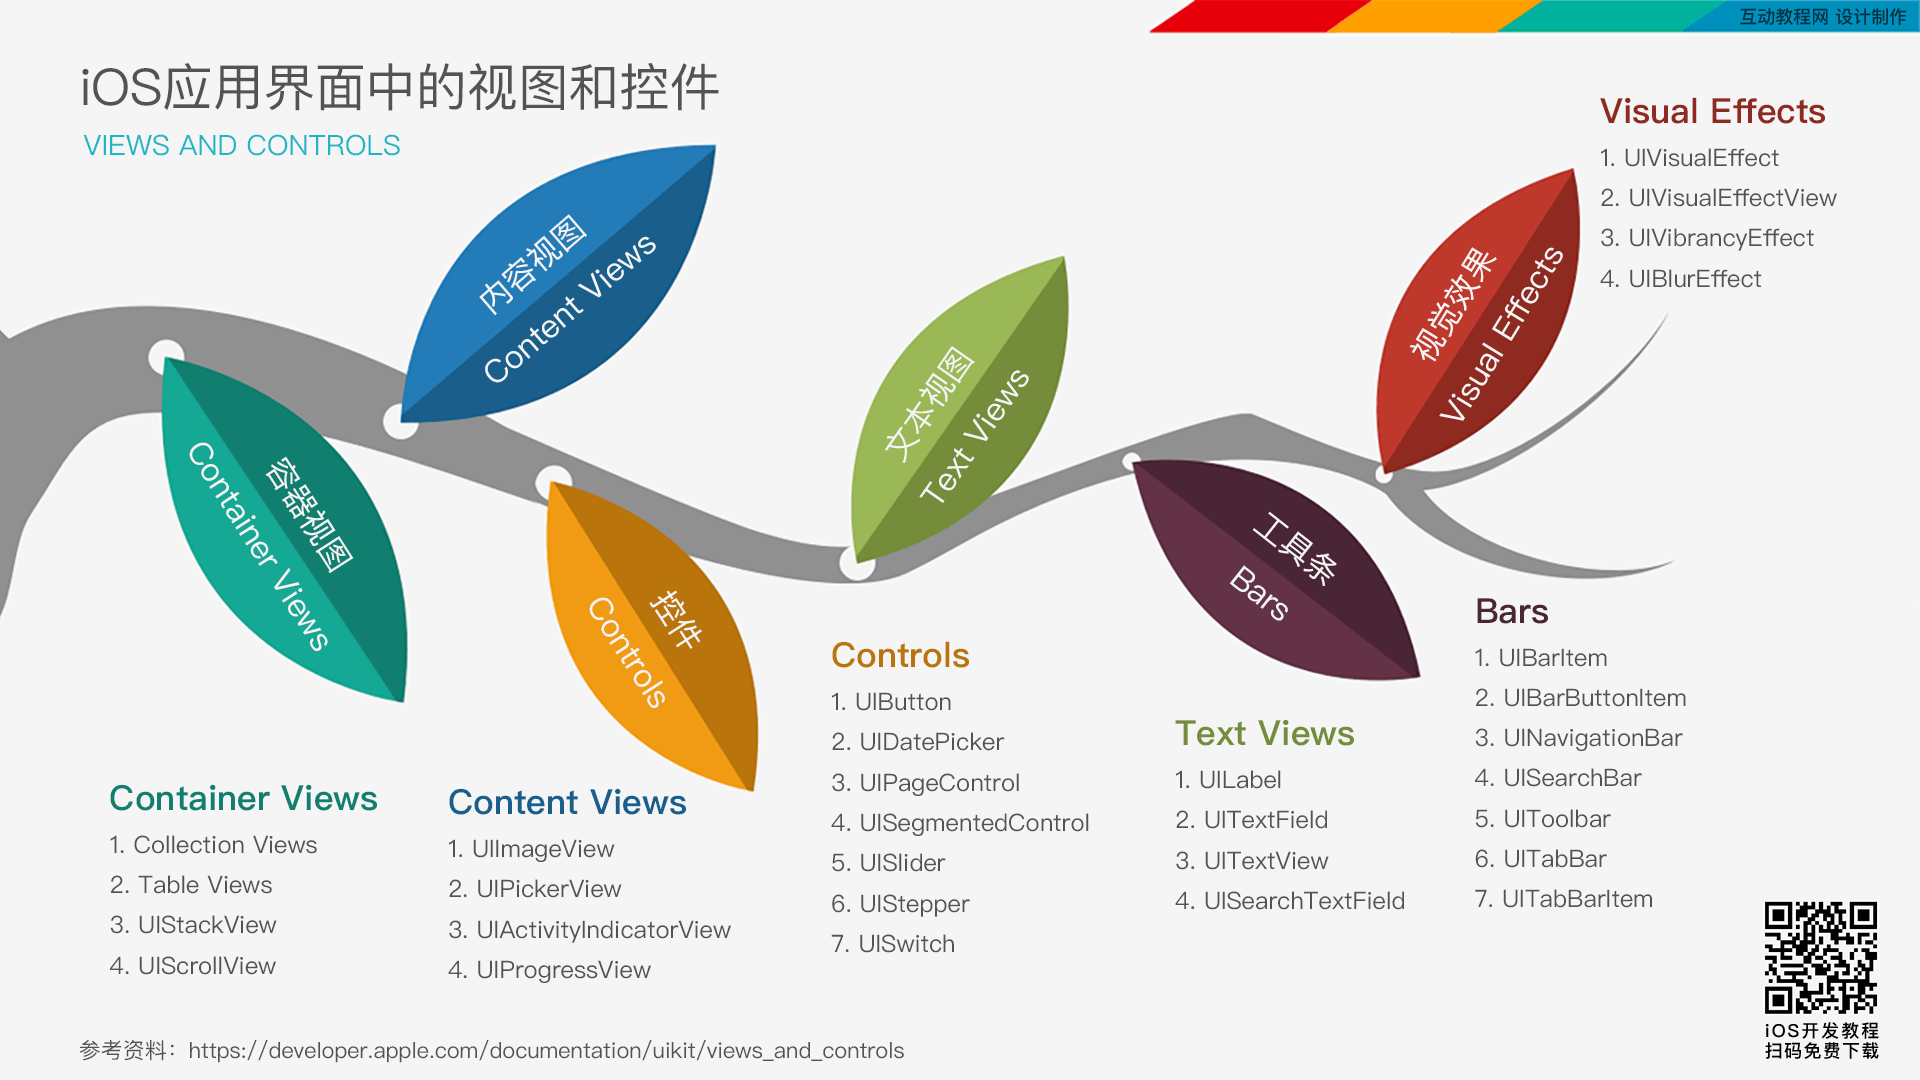 互动教程网 设计制作
iOS应用界面中的视图和控件
VIEWS AND CONTROLS
内容视图
Content Views
容器视图
Container Views
控件
Controls
文本视图
Text Views
工具条
Bars
视觉效果
Visual Effects
Visual Effects
1. UIVisualEffect
2. UIVisualEffectView
3. UIVibrancyEffect
4. UIBlurEffect
Container Views
1. Collection Views
2. Table Views
3. UIStackView
4. UIScrollView
Content Views
1. UIImageView
2. UIPickerView
3. UIActivityIndicatorView
4. UIProgressView
Controls
1. UIButton
2. UIDatePicker
3. UIPageControl
4. UISegmentedControl
5. UISlider
6. UIStepper
7. UISwitch
Text Views
1. UILabel
2. UITextField
3. UITextView
4. UISearchTextField
Bars
1. UIBarItem
2. UIBarButtonItem
3. UINavigationBar
4. UISearchBar
5. UIToolbar
6. UITabBar
7. UITabBarItem
iOS开发教程
扫码免费下载
参考资料：https://developer.apple.com/documentation/uikit/views_and_controls